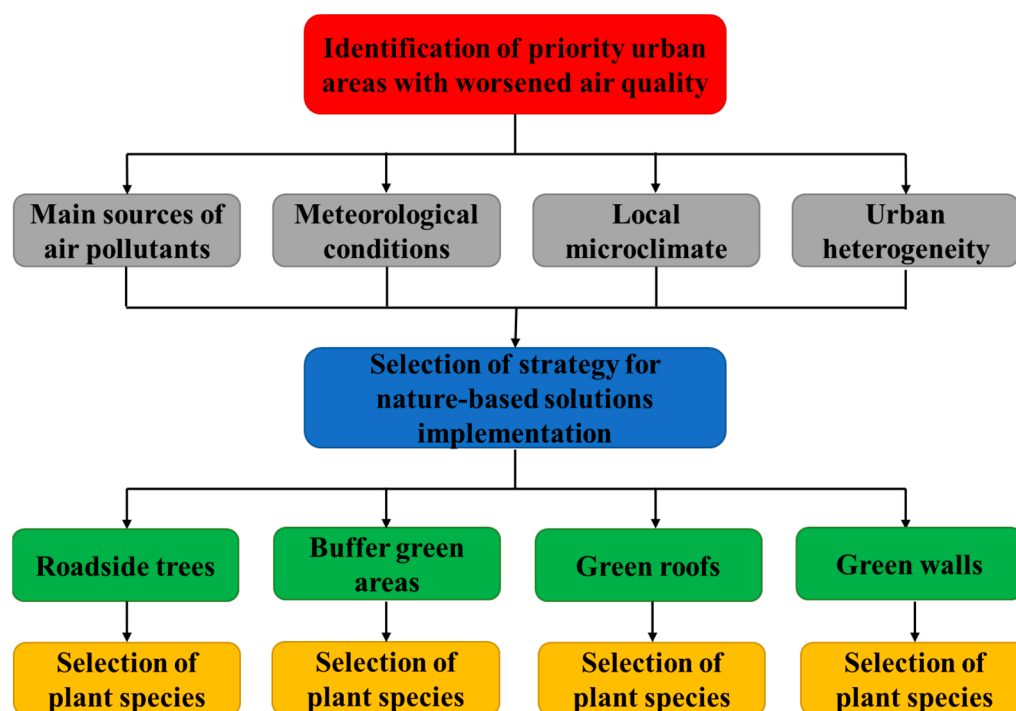 Identification of priority urban
areas with worsened air quality
Main sources of
air pollutants
Meteorological
conditions
Local
microclimate
Urban
heterogeneity
Selection of strategy for
nature-based solutions
implementation
Roadside trees
Buffer green
areas
Green roofs
Green walls
Selection of
plant species
Selection of
plant species
Selection of
plant species
Selection of
plant species